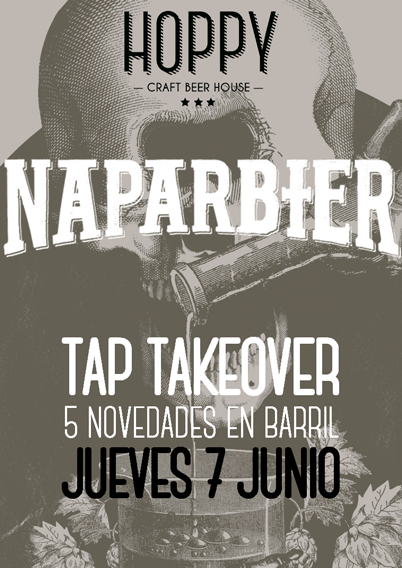 HOPPY
— CRAFT BEER HOUSE —
NAPARBIER
TAP TAKEOVER
5 NOVEDADES EN BARRIL
JUEVES 7 JUNIO